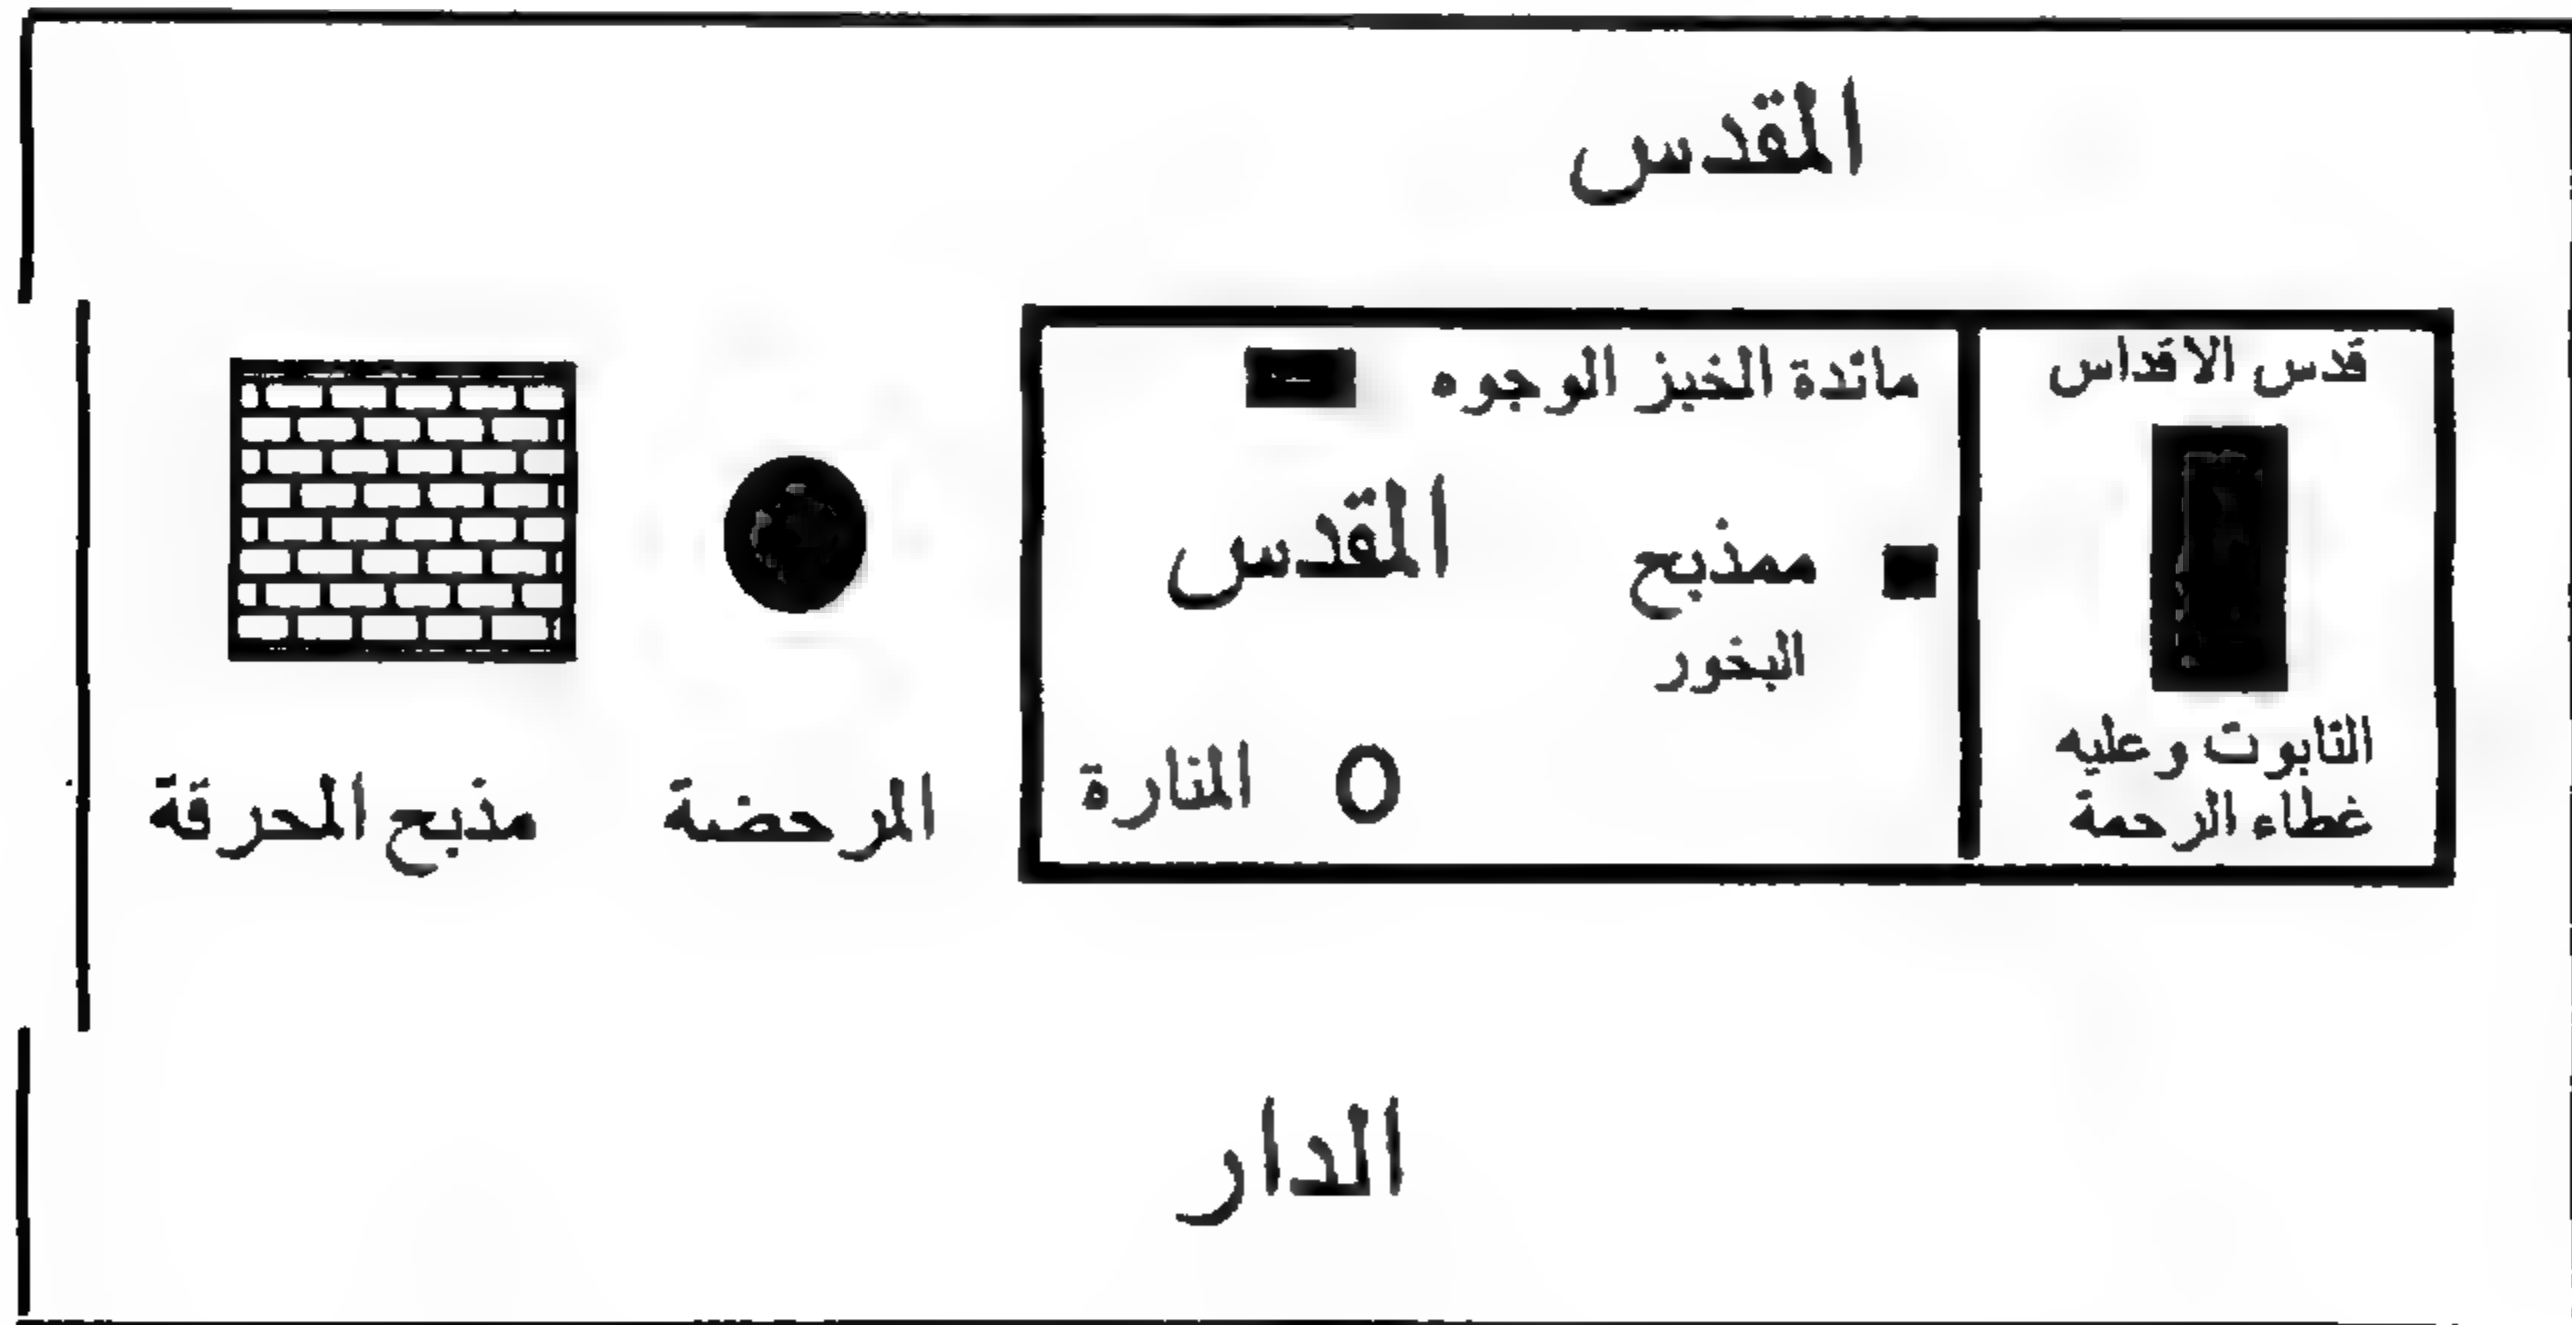 المقدس
قدس الاقداس
مائدة الخبز الوجوه
المقدس
ممذبح
البخور
التابوت وعليه
غطاء الرحمة
المنارة
المرحضة
مذبح المحرقة
الدار